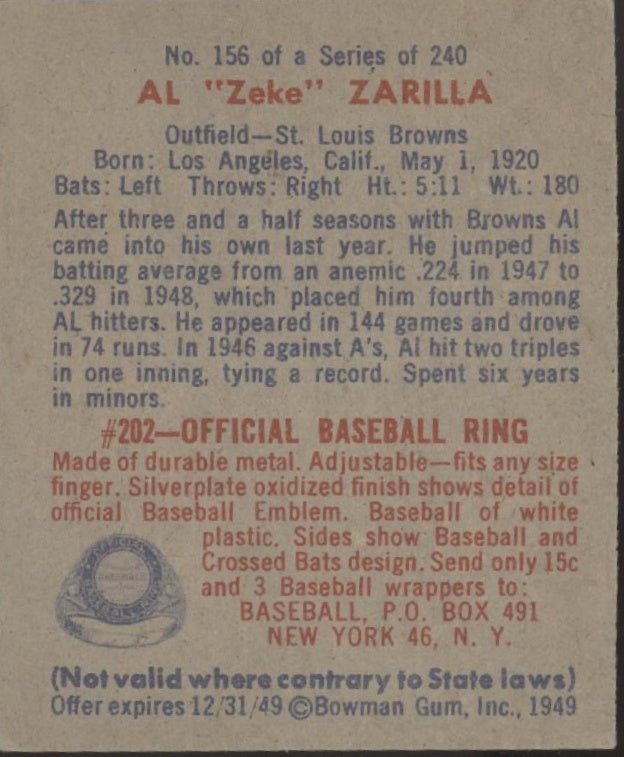 No. 156 of a Series of 240
AL "Zeke" ZARILLA
Outfield—St. Louis Browns
Born: Los Angeles, Calif., May 1, 1920
Bats: Left Throws: Right Ht.: 5:11 Wt.: 180
After three and a half seasons with Browns Al
came into his own last year. He jumped his
batting average from an anemic .224 in 1947 to
.329 in 1948, which placed him fourth among
AL hitters. He appeared in 144 games and drove
in 74 runs. In 1946 against A's, Al hit two triples
in one inning, tying a record. Spent six years
in minors.
#202—OFFICIAL BASEBALL RING
Made of durable metal. Adjustable—fits any size
finger. Silverplate oxidized finish shows detail of
official Baseball Emblem. Baseball of white
plastic. Sides show Baseball and
Crossed Bats design. Send only 15c
and 3 Baseball wrappers to:
BASEBALL, P.O. BOX 491
NEW YORK 46, N. Y.
OFFICIAL
BASEBALL
(Not valid where contrary to State laws)
Offer expires 12/31/49 ©Bowman Gum, Inc., 1949